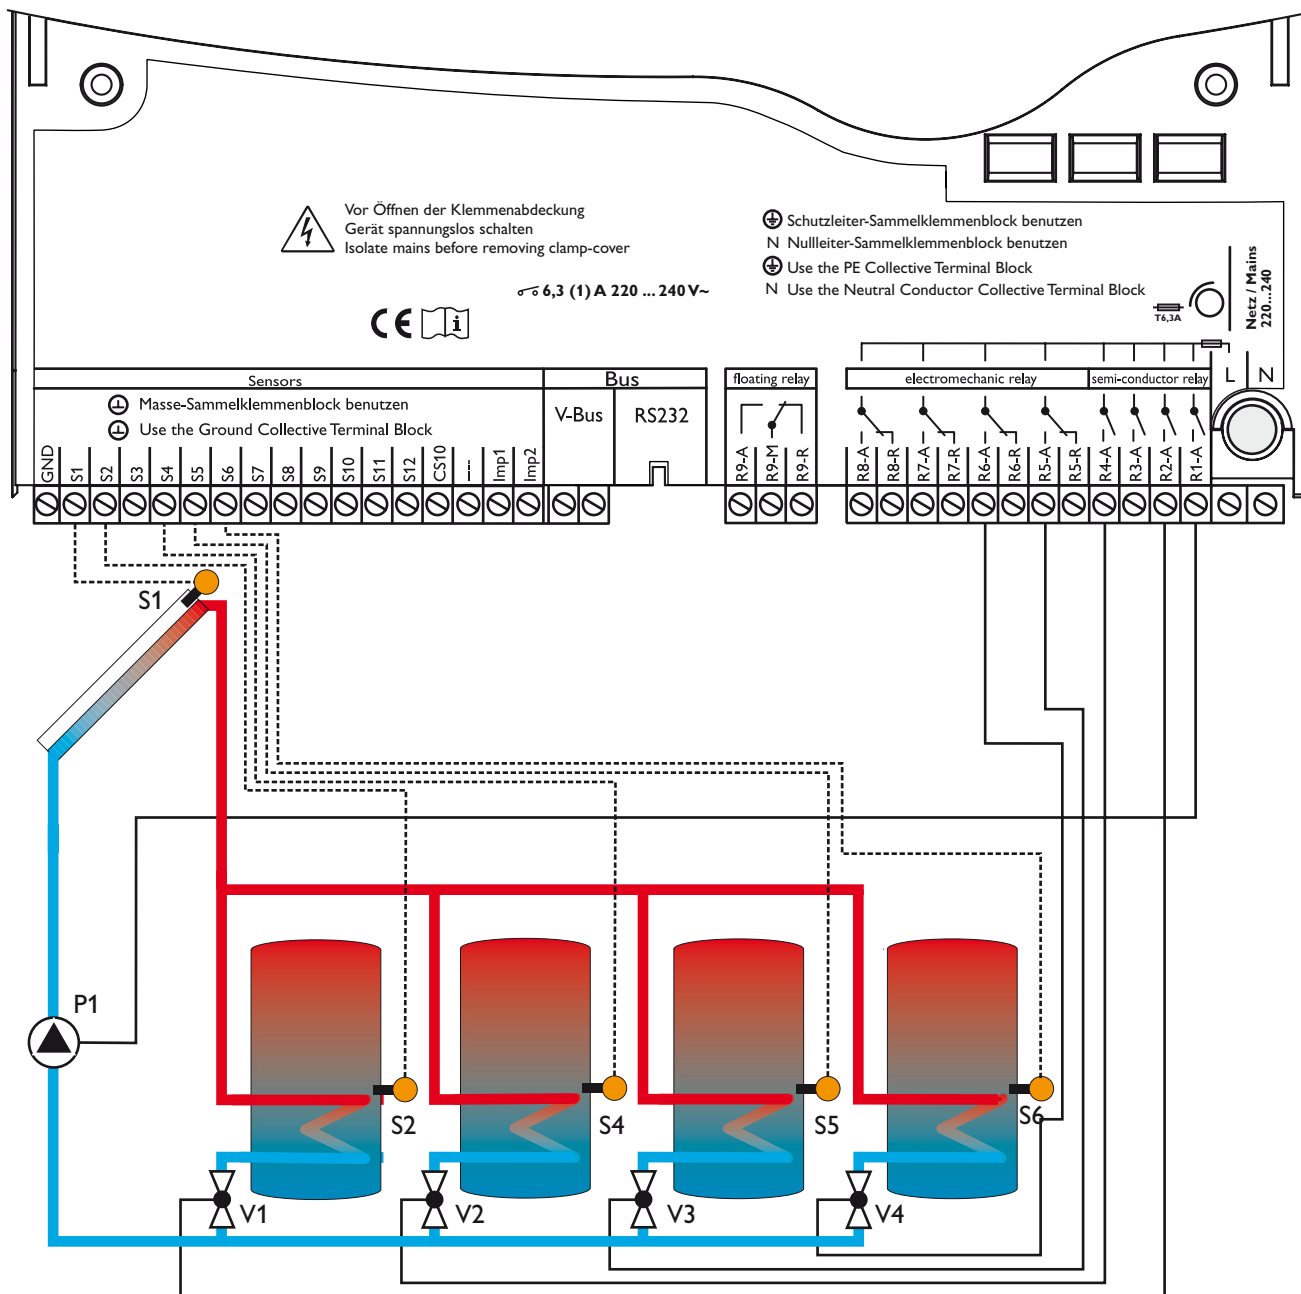 Vor Öffnen der Klemmenabdeckung
Gerät spannungslos schalten
Isolate mains before removing clamp-cover
6,3 (1) A 220 ... 240 V~
CE i
Schutzleiter-Sammelklemmenblock benutzen
N Nullleiter-Sammelklemmenblock benutzen
Use the PE Collective Terminal Block
N Use the Neutral Conductor Collective Terminal Block
T6,3A
Netz / Mains
220...240
Sensors
Bus
floating relay
electromechanic relay
semi-conductor relay
L
N
Masse-Sammelklemmenblock benutzen
Use the Ground Collective Terminal Block
V-Bus
RS232
GND
S1
S2
S3
S4
S5
S6
S7
S8
S9
S10
S11
S12
CS10
---
Imp1
Imp2
R9-A
R9-M
R9-R
R8-A
R8-R
R7-A
R7-R
R6-A
R6-R
R5-A
R5-R
R4-A
R3-A
R2-A
R1-A
S1
P1
S2
S4
S5
S6
V1
V2
V3
V4